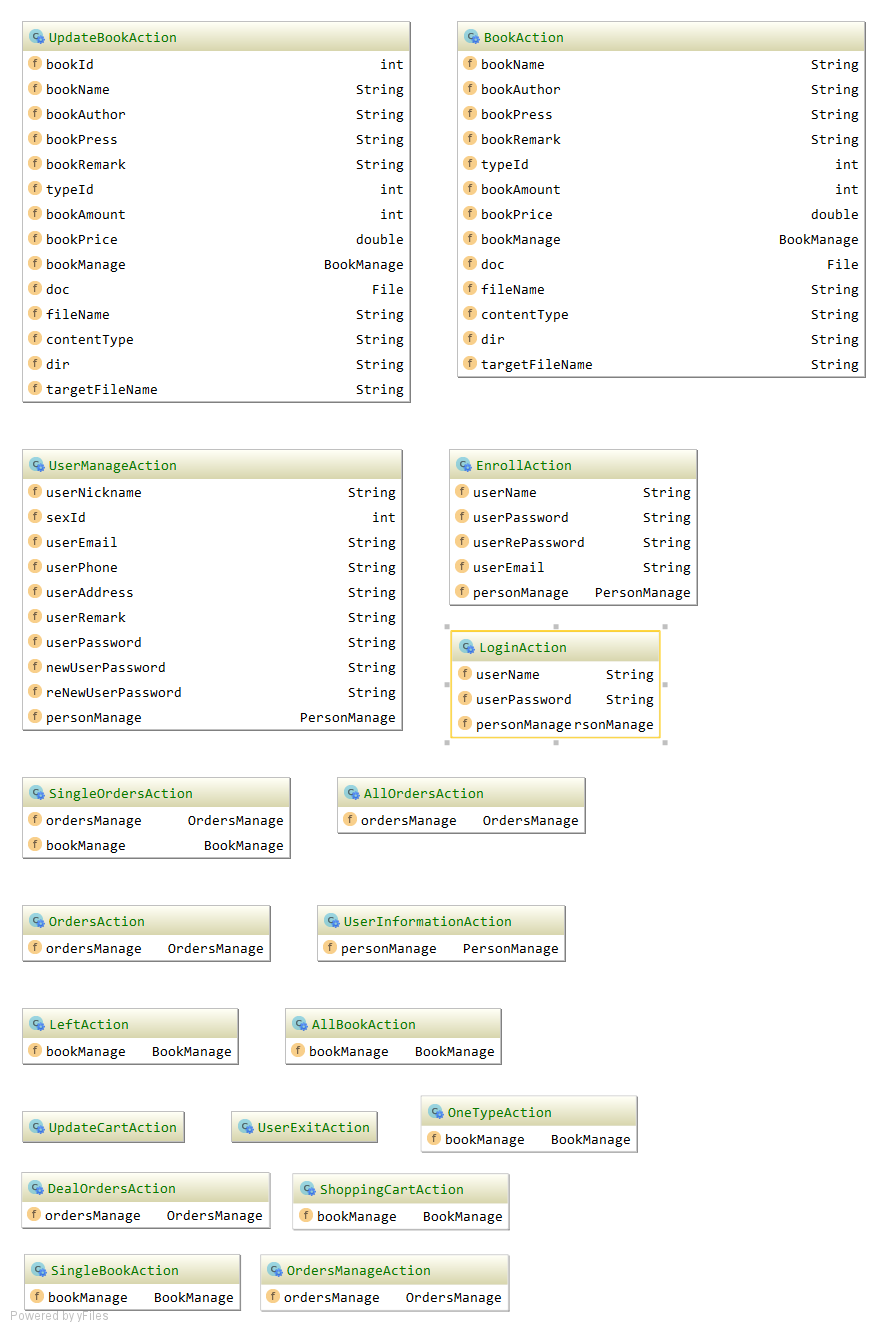 UpdateBookAction
bookId int
bookName String
bookAuthor String
bookPress String
bookRemark String
typeId int
bookAmount int
bookPrice double
bookManage BookManage
doc File
fileName String
contentType String
dir String
targetFileName String
BookAction
bookName String
bookAuthor String
bookPress String
bookRemark String
typeId int
bookAmount int
bookPrice double
bookManage BookManage
doc File
fileName String
contentType String
dir String
targetFileName String
UserManageAction
userNickname String
sexId int
userEmail String
userPhone String
userAddress String
userRemark String
userPassword String
newUserPassword String
reNewUserPassword String
personManage PersonManage
EnrollAction
userName String
userPassword String
userRePassword String
userEmail String
personManage PersonManage
LoginAction
userName String
userPassword String
personManage rsonManage
SingleOrdersAction
ordersManage OrdersManage
bookManage BookManage
AllOrdersAction
ordersManage OrdersManage
OrdersAction
ordersManage OrdersManage
UserInformationAction
personManage PersonManage
LeftAction
bookManage BookManage
AllBookAction
bookManage BookManage
UpdateCartAction
UserExitAction
OneTypeAction
bookManage BookManage
DealOrdersAction
ordersManage OrdersManage
ShoppingCartAction
bookManage BookManage
SingleBookAction
bookManage BookManage
OrdersManageAction
ordersManage OrdersManage
Powered by yFiles